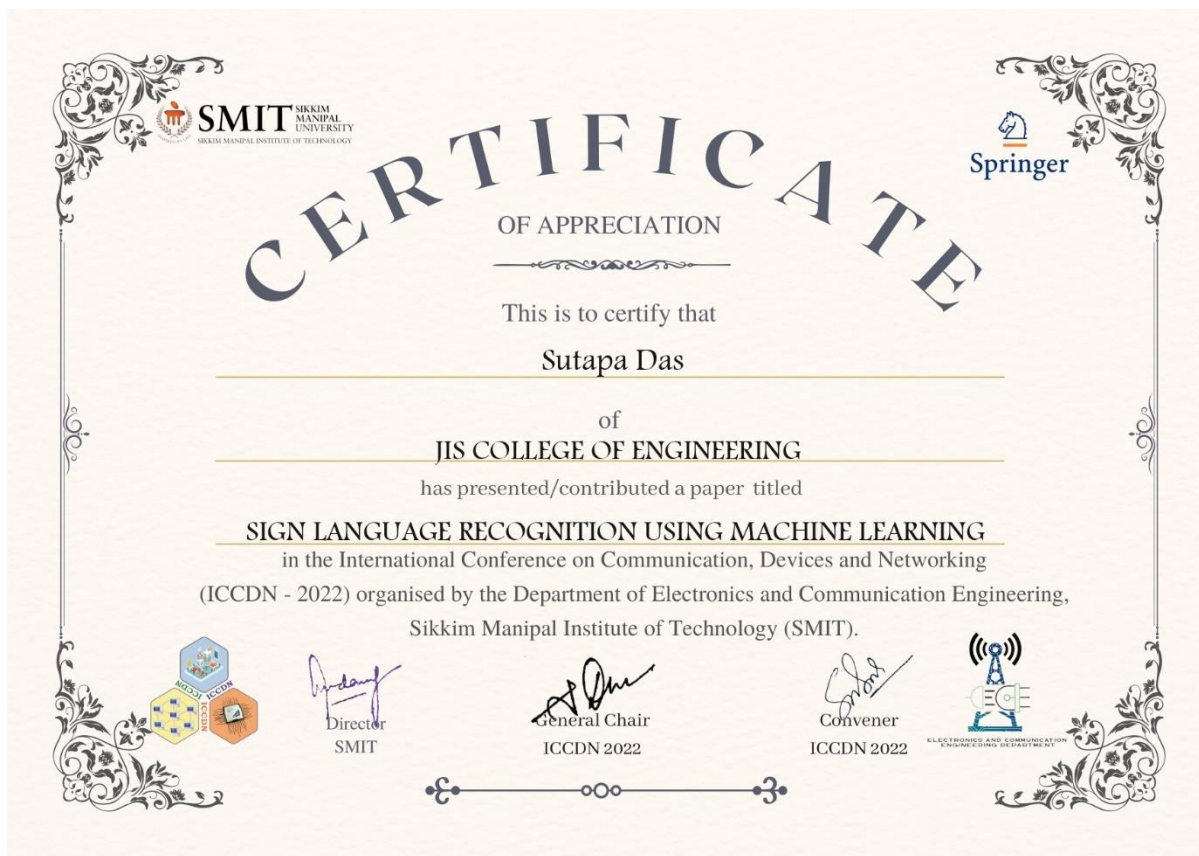 SMIT SIKKIM MANIPAL UNIVERSITY
SIKKIM MANIPAL INSTITUTE OF TECHNOLOGY
Springer
CERTIFICATE
OF APPRECIATION
This is to certify that
Sutapa Das
of
JIS COLLEGE OF ENGINEERING
has presented/contributed a paper titled
SIGN LANGUAGE RECOGNITION USING MACHINE LEARNING
in the International Conference on Communication, Devices and Networking
(ICCDN - 2022) organised by the Department of Electronics and Communication Engineering,
Sikkim Manipal Institute of Technology (SMIT).
ICCDN ICCDN
ICCDN
Director
SMIT
General Chair
ICCDN 2022
Convener
ICCDN 2022
ELECTRONICS AND COMMUNICATION
ENGINEERING DEPARTMENT